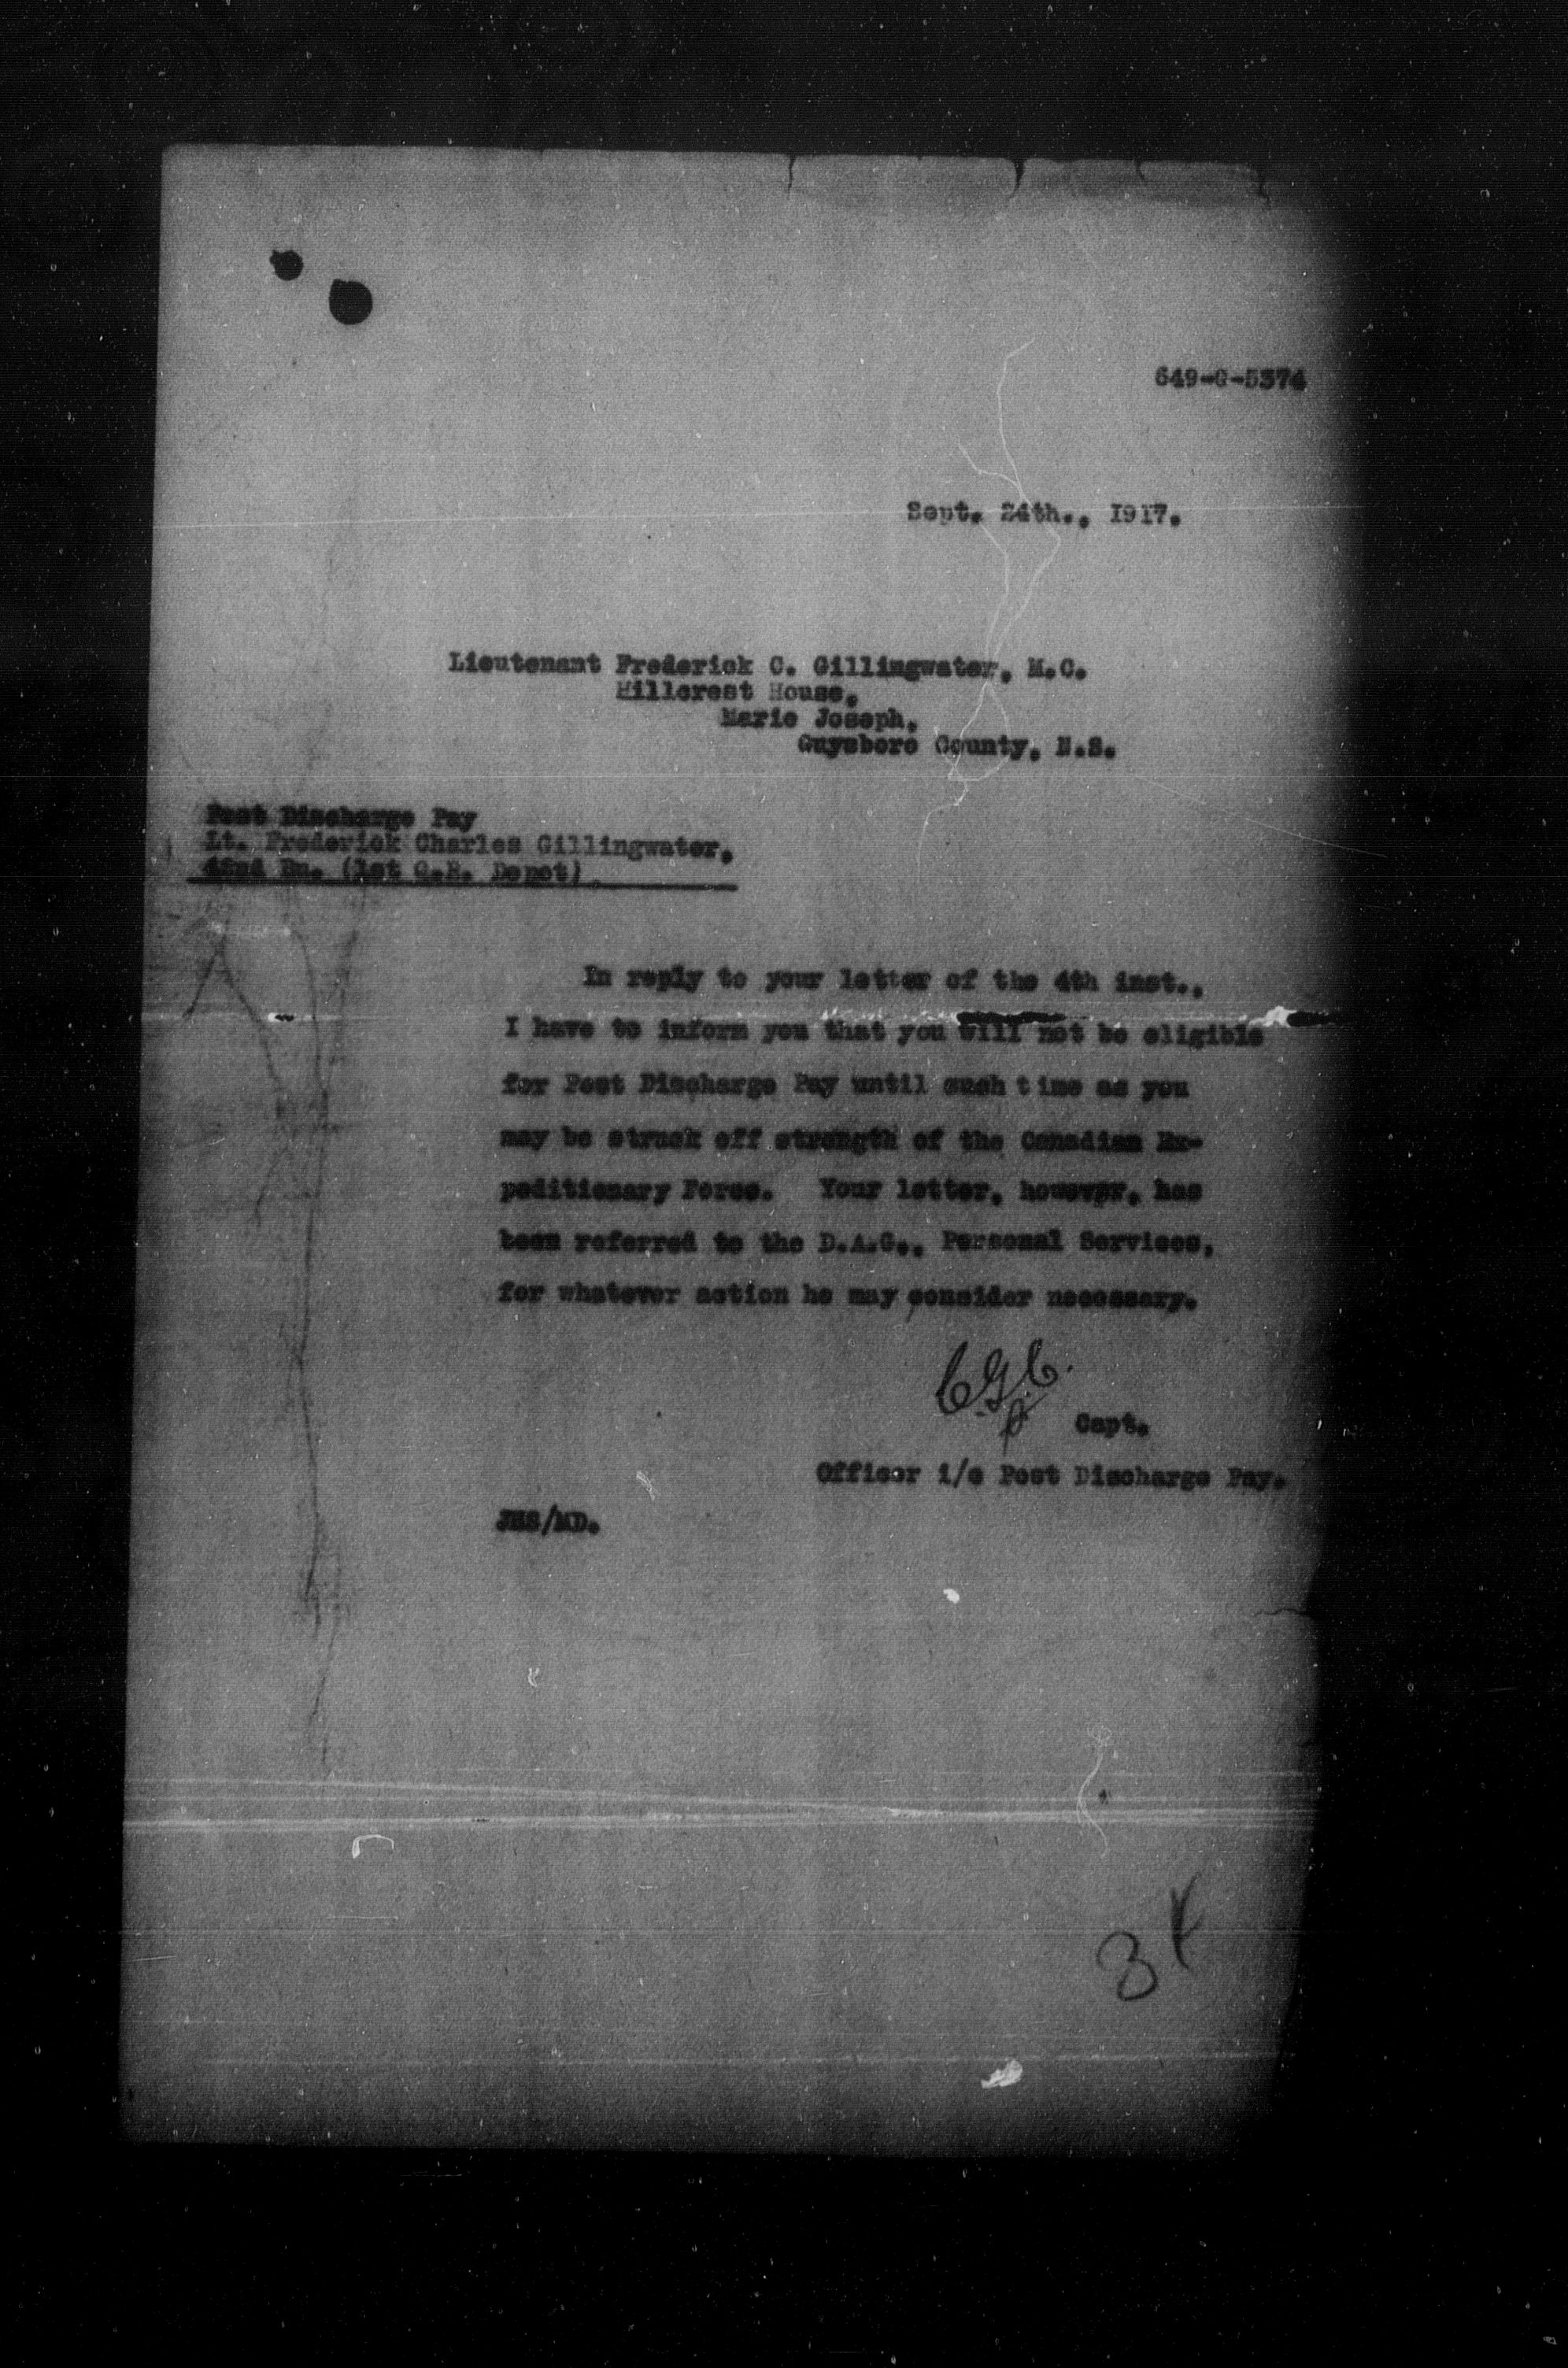 649-G-5374
Sept. 24th., 1917.
Lieutenant Frederick C. Gillingwater, M.C.
Hillcrest House,
Marie Joseph,
Guysboro County, N.S.
Post Discharge Pay
Lt. Frederick Charles Gillingwater,
42nd Bn. (1st Q.R. Depot)
In reply to your letter of the 4th inst.,
I have to inform you that you will not be eligible
for Post Discharge Pay until such time as you
may be struck off strength of the Canadian Ex-
peditionary Force. Your letter, however, has
been referred to the D.A.G., Personal Services,
for whatever action he may consider necessary.
Capt.
Officer i/c Post Discharge Pay.
JHS/MD.
3